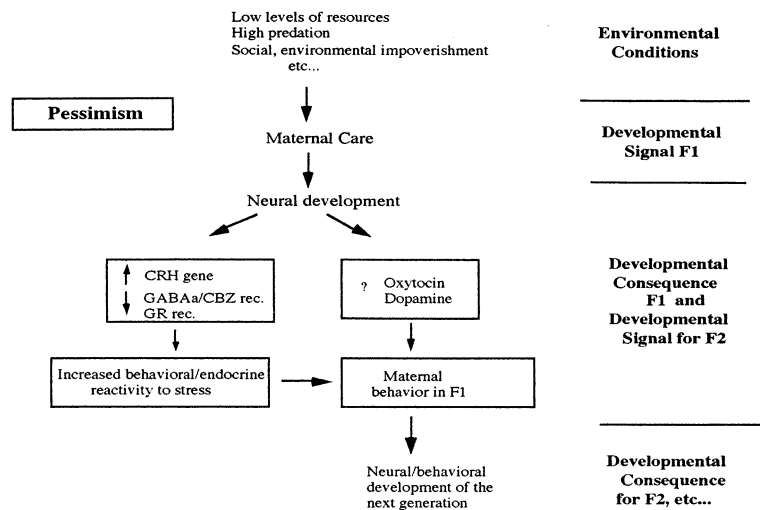 Low levels of resources
High predation
Social, environmental impoverishment
etc...
Environmental
Conditions
Pessimism
Maternal Care
Developmental
Signal F1
Neural development
CRH gene
GABAa/CBZ rec.
GR rec.
? Oxytocin
Dopamine
Developmental
Consequence
F1 and
Developmental
Signal for F2
Increased behavioral/endocrine
reactivity to stress
Maternal
behavior in F1
Neural/behavioral
development of the
next generation
Developmental
Consequence
for F2, etc...